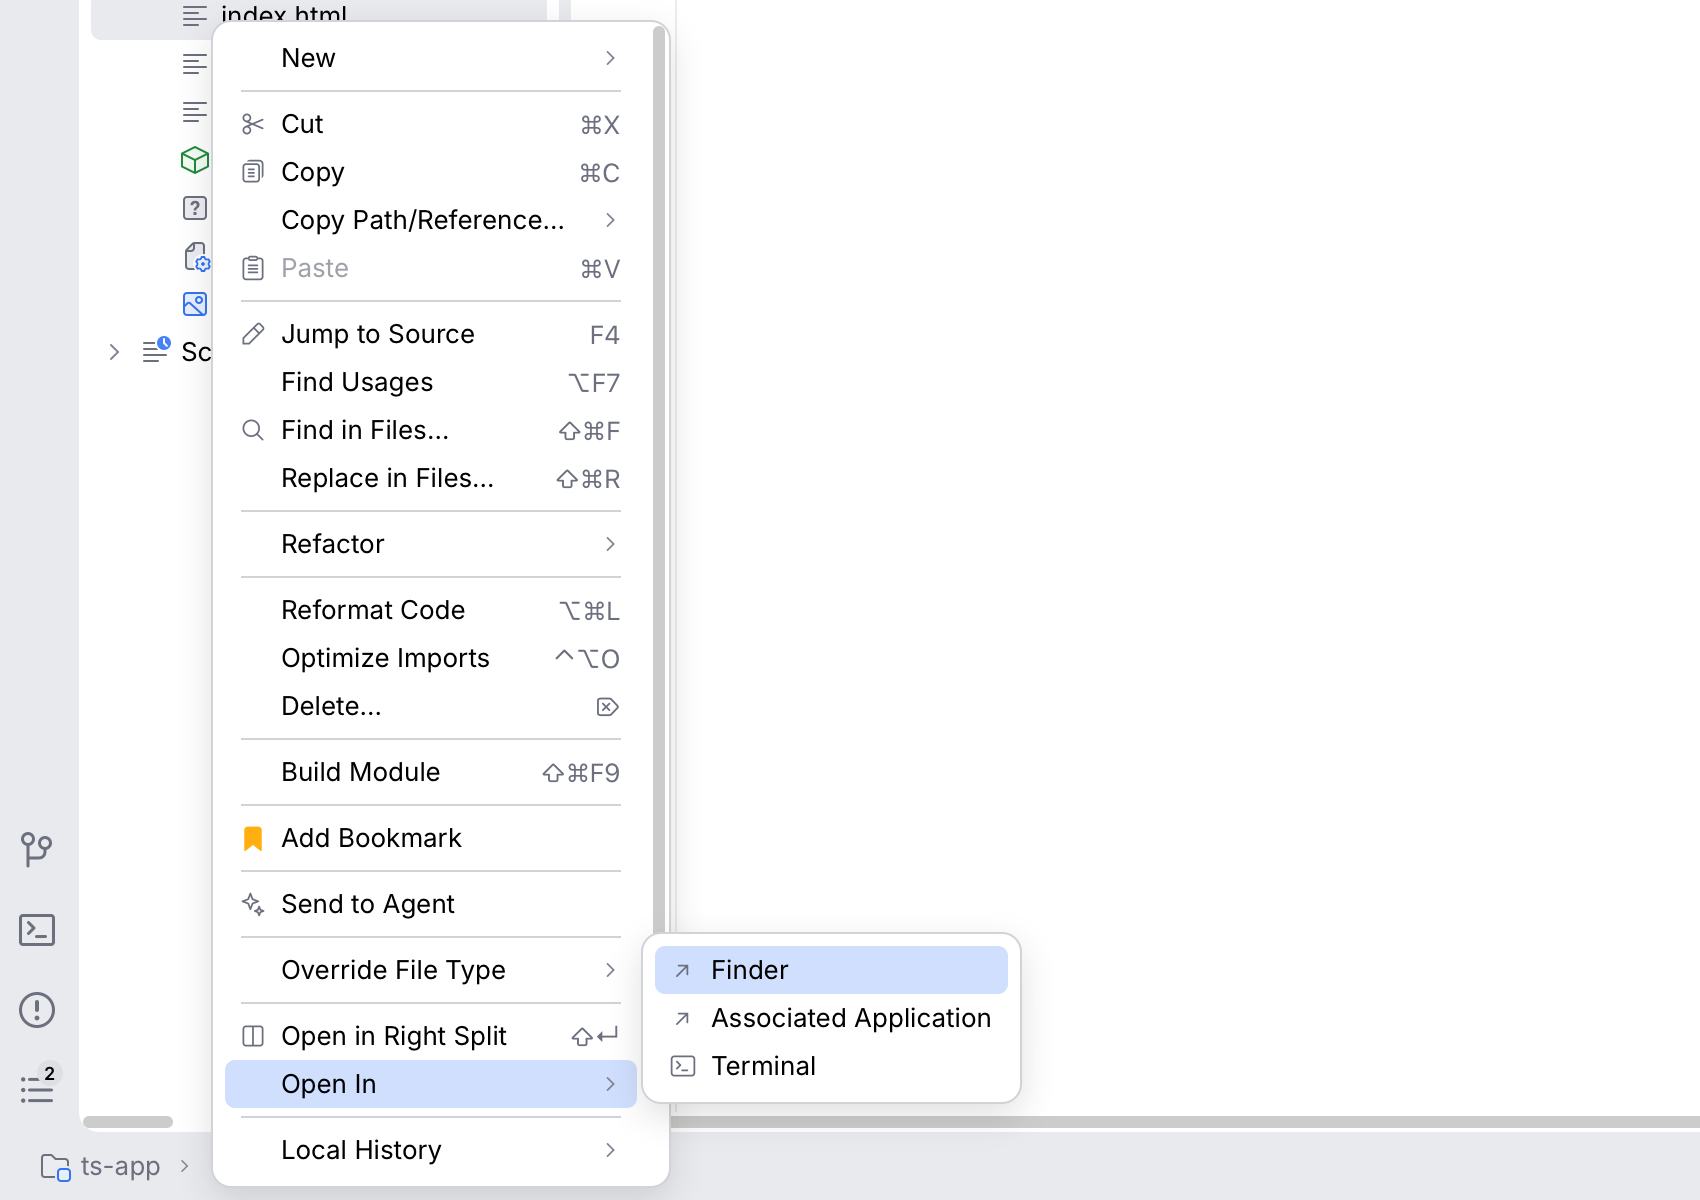 index.html
New
Cut ⌘X
Copy ⌘C
Copy Path/Reference...
Paste ⌘V
Sc
Jump to Source F4
Find Usages ⌥F7
Find in Files... ⇧⌘F
Replace in Files... ⇧⌘R
Refactor
Reformat Code ⌥⌘L
Optimize Imports ^⌥O
Delete... ⌦
Build Module ⇧⌘F9
Add Bookmark
Send to Agent
Override File Type
Open in Right Split ⇧↵
Open In
Local History
Finder
Associated Application
Terminal
2
ts-app